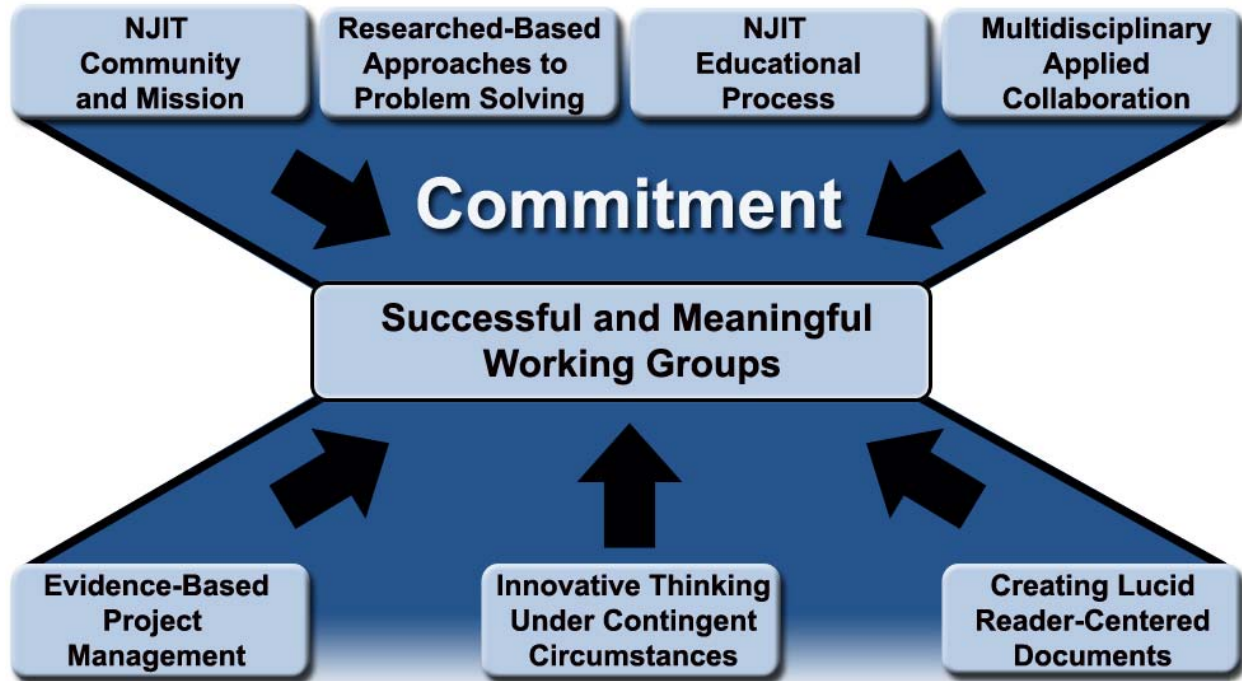 NJIT
Community
and Mission
Researched-Based
Approaches to
Problem Solving
NJIT
Educational
Process
Multidisciplinary
Applied
Collaboration
Commitment
Successful and Meaningful
Working Groups
Evidence-Based
Project
Management
Innovative Thinking
Under Contingent
Circumstances
Creating Lucid
Reader-Centered
Documents